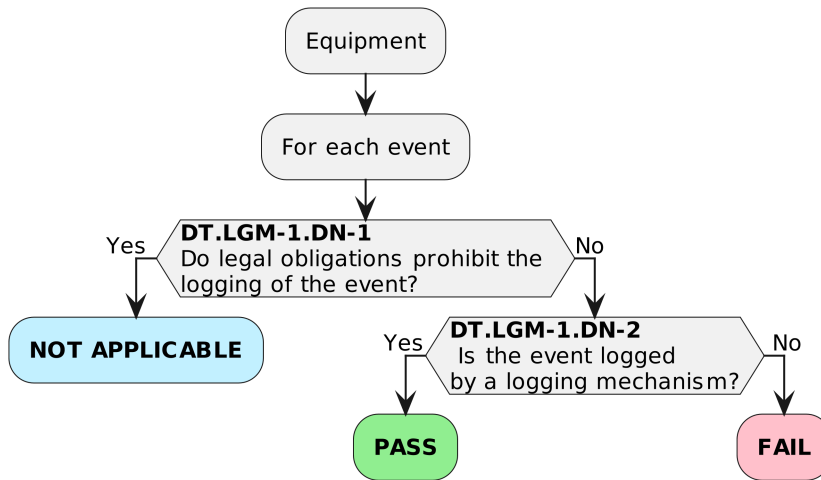 Equipment
For each event
DT.LGM-1.DN-1
Do legal obligations prohibit the
logging of the event?
Yes
No
NOT APPLICABLE
DT.LGM-1.DN-2
Is the event logged
by a logging mechanism?
Yes
No
PASS
FAIL